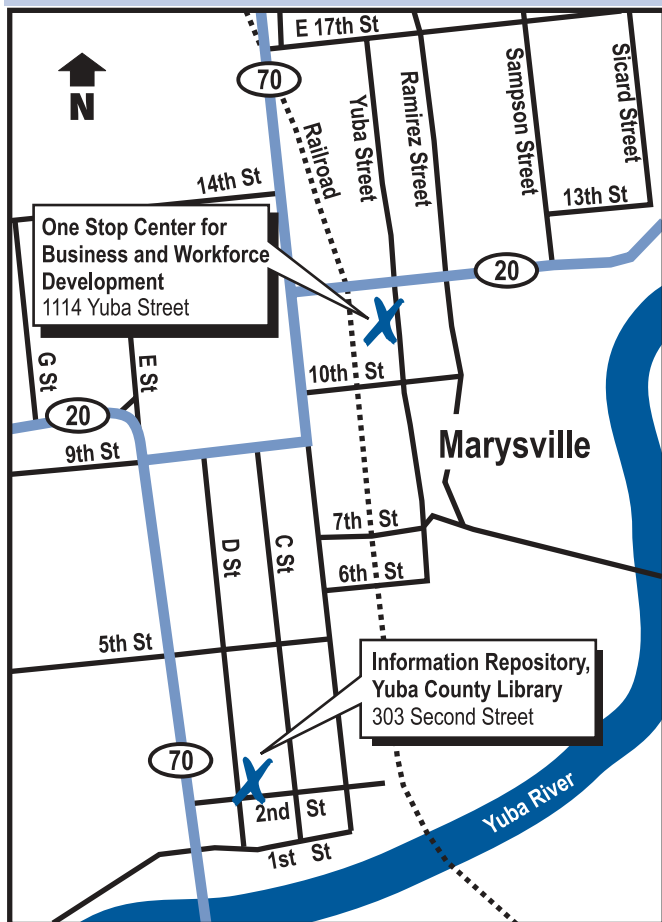 E 17th St
70
N
Railroad
Yuba Street
Ramirez Street
Sampson Street
Sicard Street
14th St
13th St
One Stop Center for
Business and Workforce
Development
1114 Yuba Street
20
G St
E St
10th St
20
9th St
Marysville
D St
C St
7th St
6th St
5th St
Information Repository,
Yuba County Library
303 Second Street
70
2nd St
1st St
Yuba River